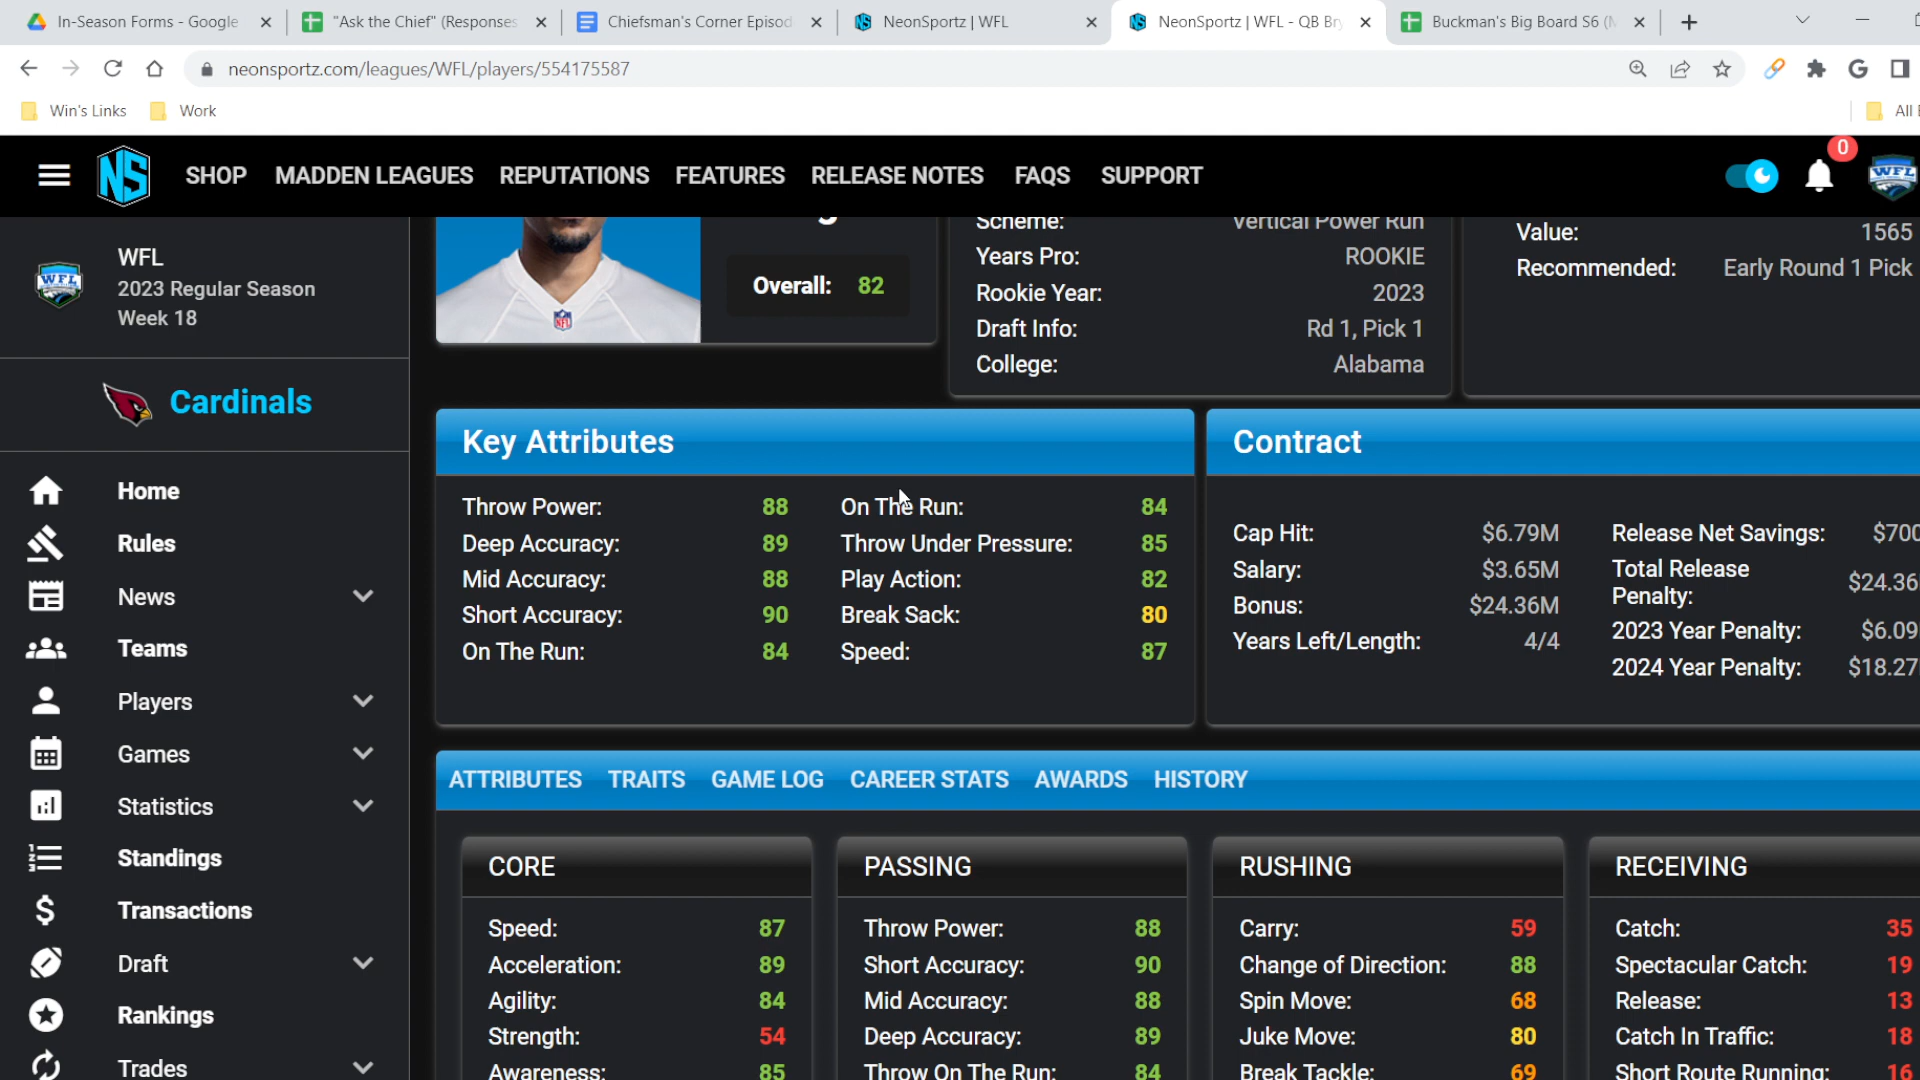 In-Season Forms - Google
"Ask the Chief" (Responses
Chiefsman's Corner Episod
NeonSportz | WFL
NeonSportz | WFL - QB Br
Buckman's Big Board S6 (
neonsportz.com/leagues/WFL/players/554175587
Win's Links
Work
All
NS
SHOP
MADDEN LEAGUES
REPUTATIONS
FEATURES
RELEASE NOTES
FAQS
SUPPORT
0
WFL
WFL
WFL
2023 Regular Season
Week 18
Cardinals
Home
Rules
News
Teams
Players
Games
Statistics
Standings
Transactions
Draft
Rankings
Trades
NFL
Overall: 82
Scheme: Vertical Power Run
Years Pro: ROOKIE
Rookie Year: 2023
Draft Info: Rd 1, Pick 1
College: Alabama
Value: 1565
Recommended: Early Round 1 Pick
Key Attributes
Throw Power: 88
Deep Accuracy: 89
Mid Accuracy: 88
Short Accuracy: 90
On The Run: 84
On The Run: 84
Throw Under Pressure: 85
Play Action: 82
Break Sack: 80
Speed: 87
Contract
Cap Hit: $6.79M
Salary: $3.65M
Bonus: $24.36M
Years Left/Length: 4/4
Release Net Savings: $700
Total Release
Penalty: $24.36
2023 Year Penalty: $6.09
2024 Year Penalty: $18.27
ATTRIBUTES TRAITS GAME LOG CAREER STATS AWARDS HISTORY
CORE
Speed: 87
Acceleration: 89
Agility: 84
Strength: 54
Awareness: 85
PASSING
Throw Power: 88
Short Accuracy: 90
Mid Accuracy: 88
Deep Accuracy: 89
Throw On The Run: 84
RUSHING
Carry: 59
Change of Direction: 88
Spin Move: 68
Juke Move: 80
Break Tackle: 69
RECEIVING
Catch: 35
Spectacular Catch: 19
Release: 13
Catch In Traffic: 18
Short Route Running: 16